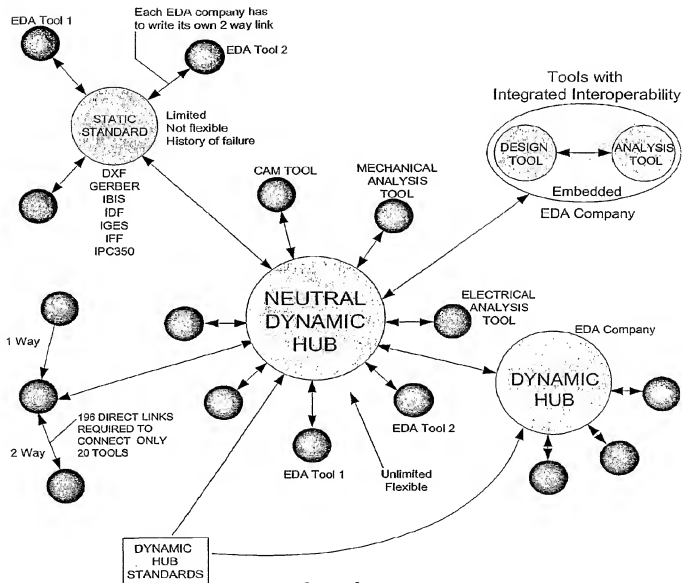 EDA Tool 1
Each EDA company has
to write its own 2 way link
EDA Tool 2
STATIC
STANDARD
Limited
Not flexible
History of failure
DXF
GERBER
IBIS
IDF
IGES
IFF
IPC350
Tools with
Integrated Interoperability
DESIGN
TOOL
ANALYSIS
TOOL
Embedded
EDA Company
CAM TOOL
MECHANICAL
ANALYSIS
TOOL
NEUTRAL
DYNAMIC
HUB
ELECTRICAL
ANALYSIS
TOOL
EDA Company
DYNAMIC
HUB
1 Way
196 DIRECT LINKS
REQUIRED TO
CONNECT ONLY
20 TOOLS
2 Way
EDA Tool 2
EDA Tool 1
Unlimited
Flexible
DYNAMIC
HUB
STANDARDS